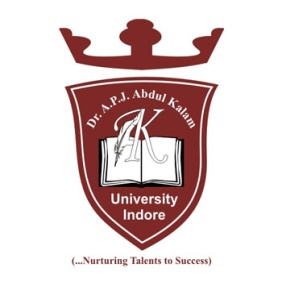 Dr. A.P.J. Abdul Kalam
AK
University
Indore
(...Nurturing Talents to Success)